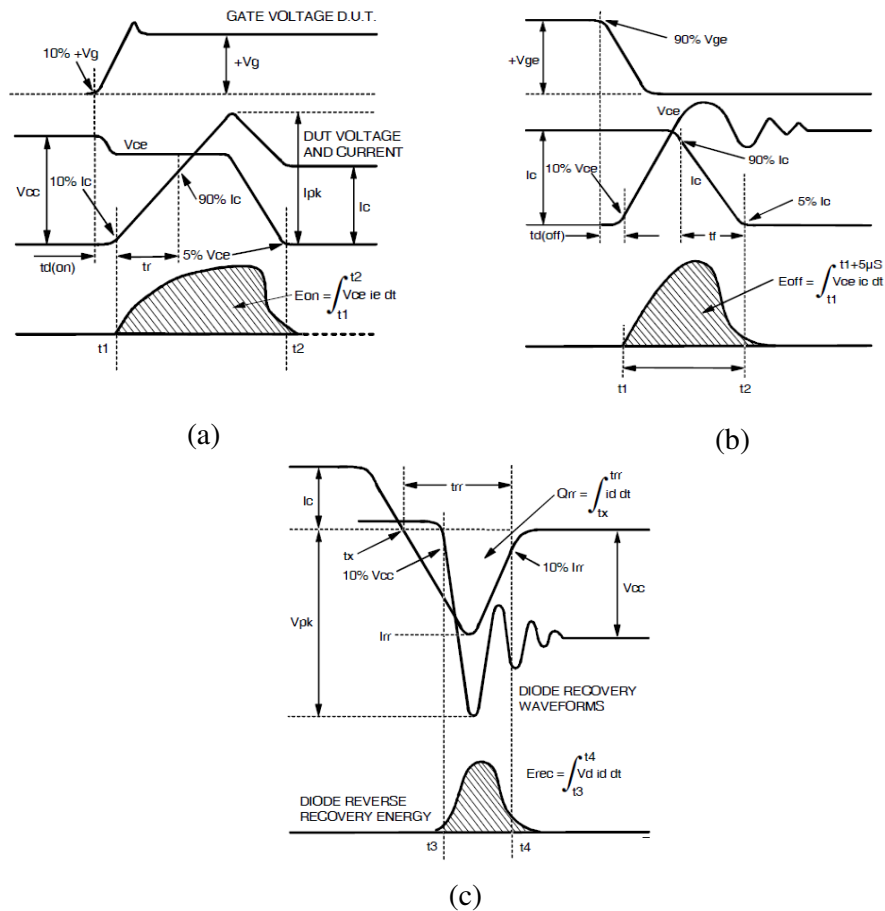 GATE VOLTAGE D.U.T.
10% +Vg
+Vg
Vce
DUT VOLTAGE
AND CURRENT
Vcc
10% Ic
90% Ic
Ipk
Ic
td(on)
tr
5% Vce
Eon = ∫ t1 t2 Vce ie dt
t1
t2
(a)
90% Vge
+Vge
Vce
Ic
10% Vce
90% Ic
Ic
5% Ic
td(off)
tf
Eoff = ∫ t1 t1+5µS Vce ic dt
t1
t2
(b)
trr
Ic
Qrr = ∫ tx trr id dt
tx
10% Vcc
10% Irr
Vcc
Vpk
Irr
DIODE RECOVERY
WAVEFORMS
Erec = ∫ t3 t4 Vd id dt
DIODE REVERSE
RECOVERY ENERGY
t3
t4
(c)